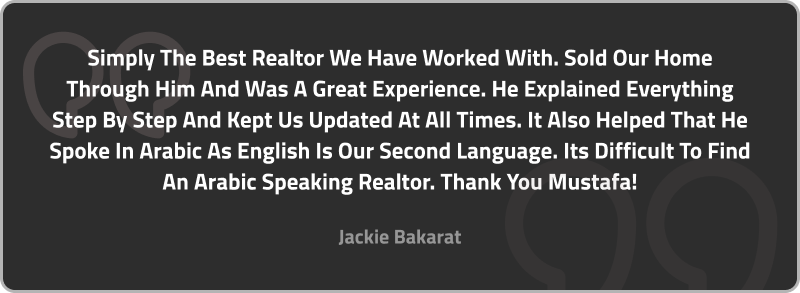 Simply The Best Realtor We Have Worked With. Sold Our Home
Through Him And Was A Great Experience. He Explained Everything
Step By Step And Kept Us Updated At All Times. It Also Helped That He
Spoke In Arabic As English Is Our Second Language. Its Difficult To Find
An Arabic Speaking Realtor. Thank You Mustafa!
Jackie Bakarat